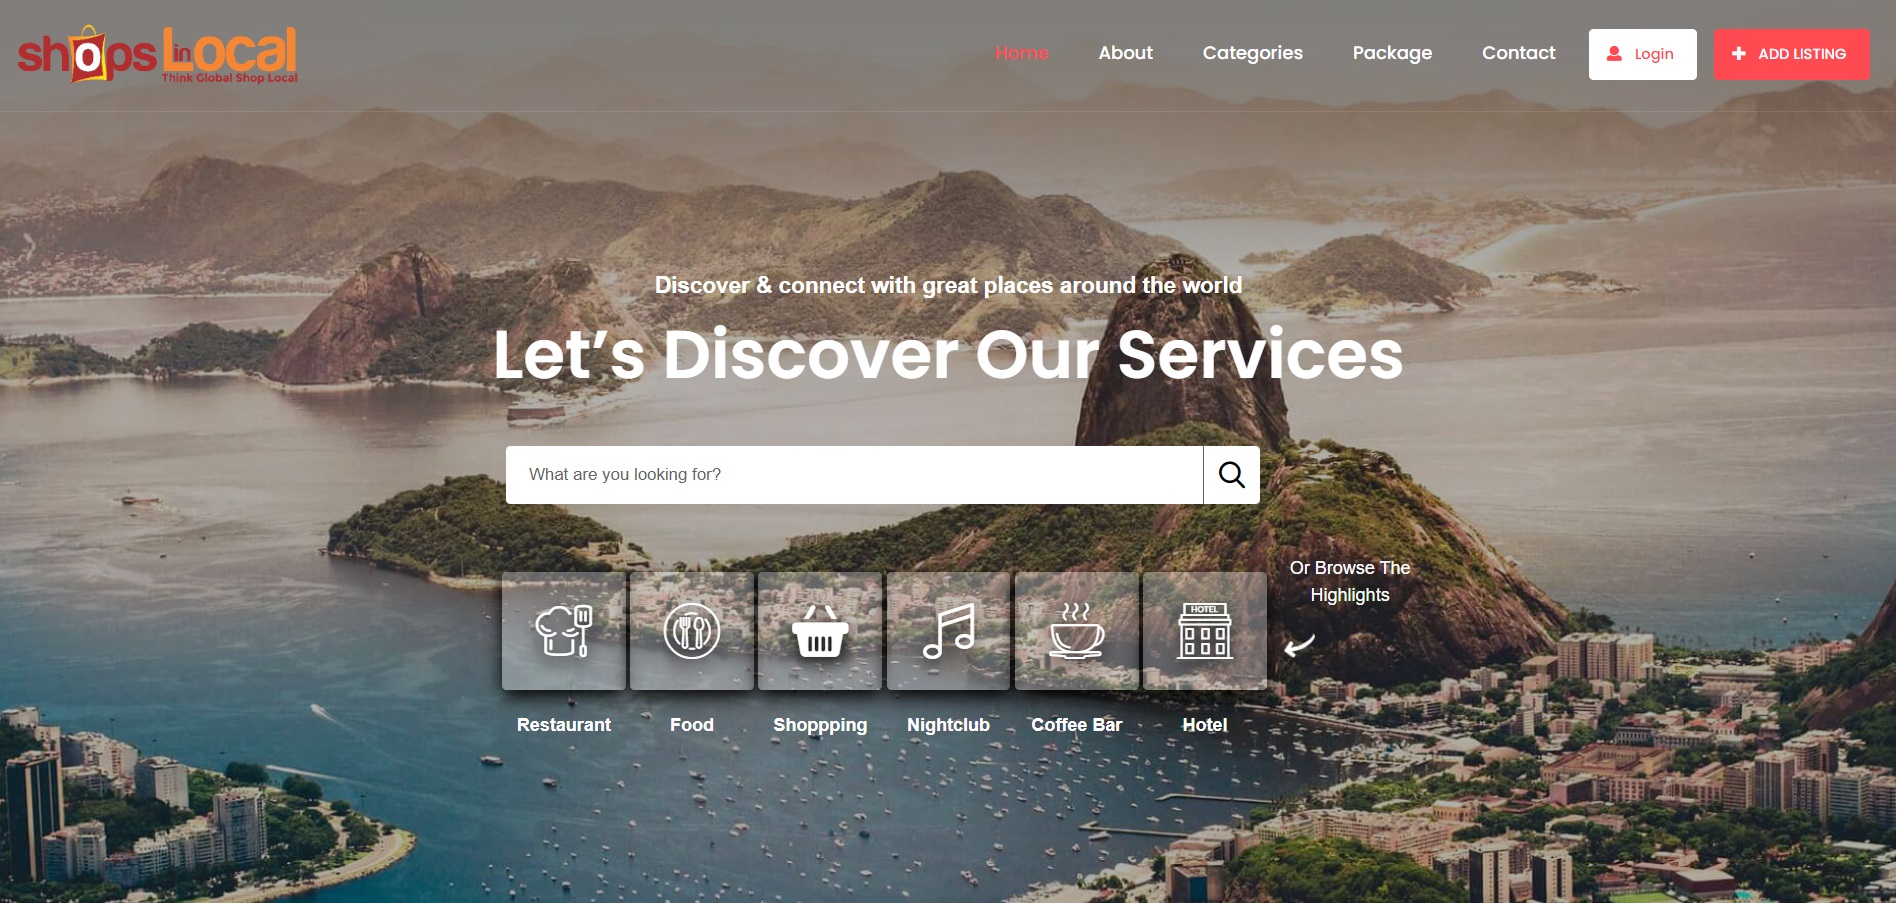 shops in Local
Think Global Shop Local
Home About Categories Package Contact Login ADD LISTING
Discover & connect with great places around the world
Let’s Discover Our Services
What are you looking for?
Or Browse The
Highlights
HOTEL
Restaurant Food Shoppping Nightclub Coffee Bar Hotel